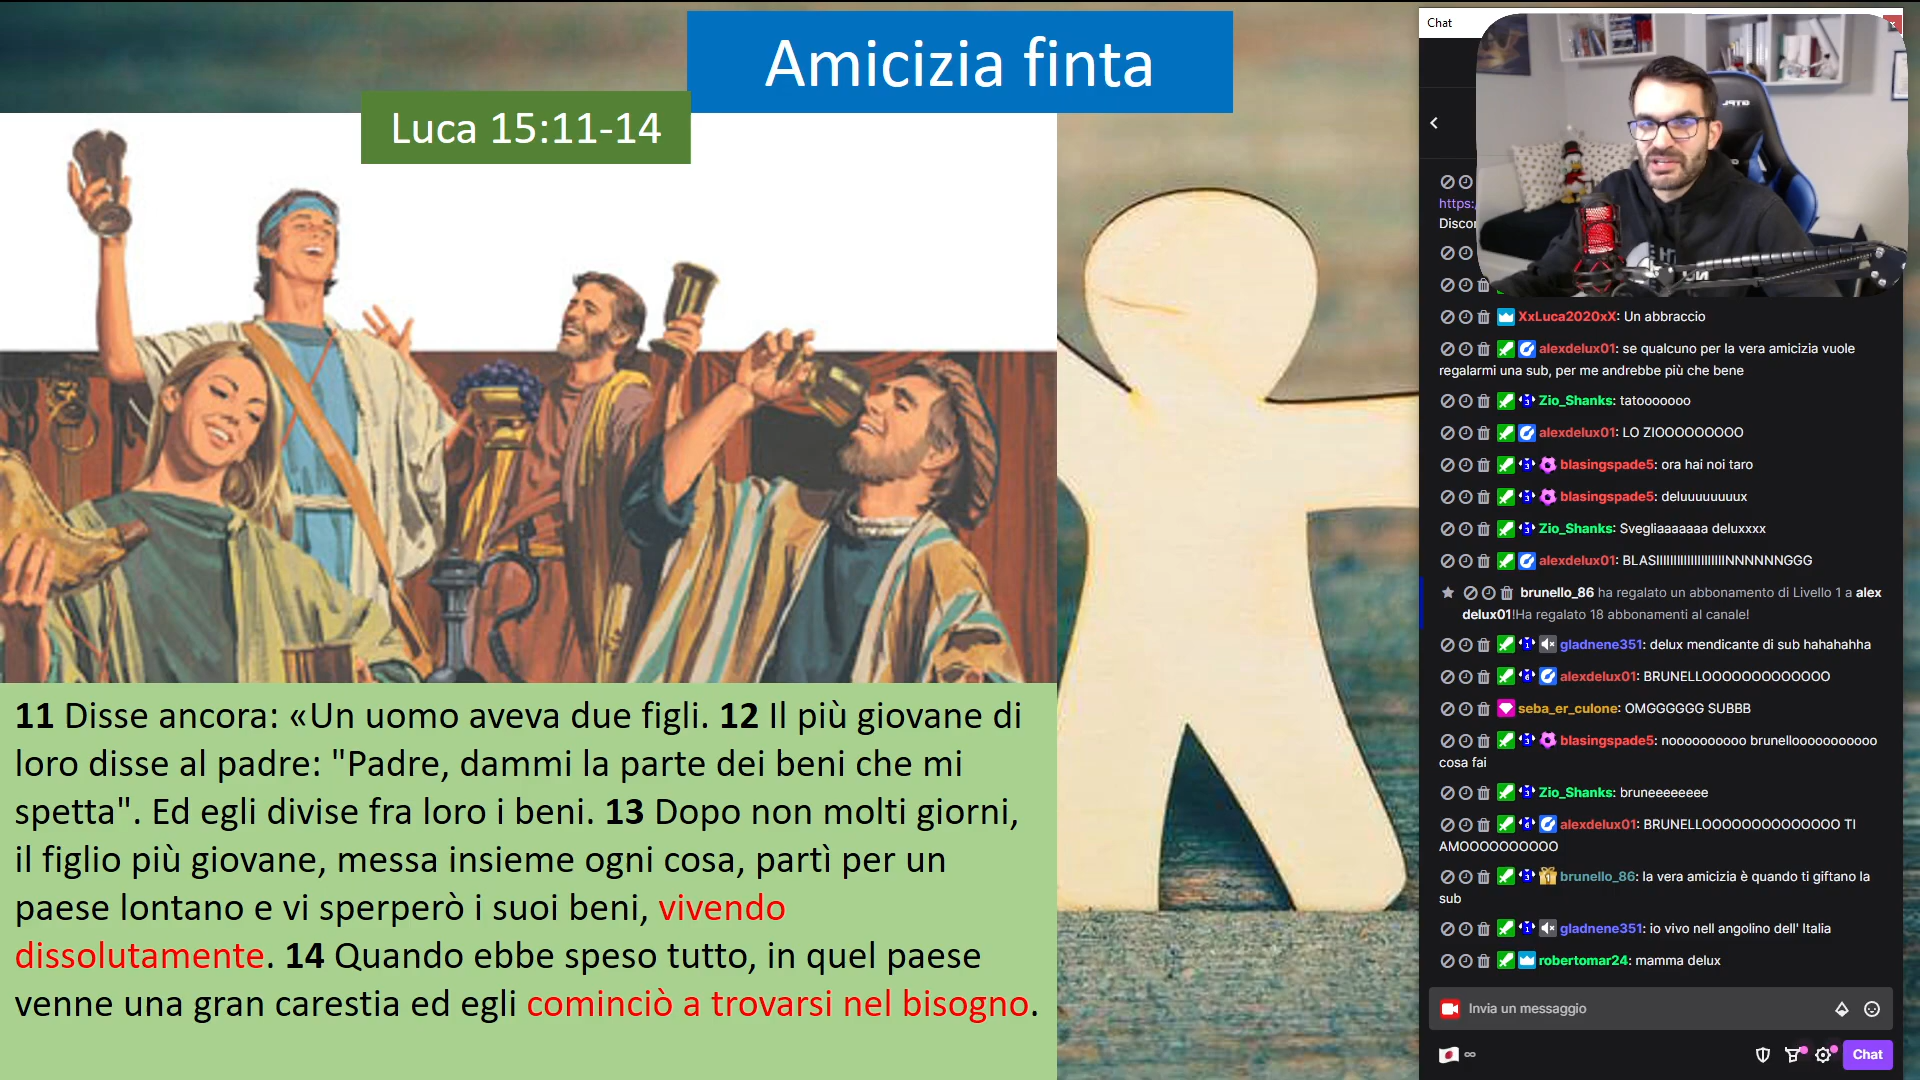 Amicizia finta
Luca 15:11-14
11 Disse ancora: «Un uomo aveva due figli. 12 Il più giovane di
loro disse al padre: "Padre, dammi la parte dei beni che mi
spetta". Ed egli divise fra loro i beni. 13 Dopo non molti giorni,
il figlio più giovane, messa insieme ogni cosa, partì per un
paese lontano e vi sperperò i suoi beni, vivendo
dissolutamente. 14 Quando ebbe speso tutto, in quel paese
venne una gran carestia ed egli cominciò a trovarsi nel bisogno.
Chat
https:/
Discor
XxLuca2020xX: Un abbraccio
alexdelux01: se qualcuno per la vera amicizia vuole
regalarmi una sub, per me andrebbe più che bene
Zio_Shanks: tatooooooo
alexdelux01: LO ZIOOOOOOOOO
blasingspade5: ora hai noi taro
blasingspade5: deluuuuuuuux
Zio_Shanks: Svegliaaaaaaa deluxxxx
alexdelux01: BLASIIIIIIIIIIIIIIIIIIIIINNNNNNGGG
brunello_86 ha regalato un abbonamento di Livello 1 a alex
delux01!Ha regalato 18 abbonamenti al canale!
gladnene351: delux mendicante di sub hahahahha
alexdelux01: BRUNELLOOOOOOOOOOOOO
seba_er_culone: OMGGGGGG SUBBB
blasingspade5: noooooooooo brunellooooooooooo
cosa fai
Zio_Shanks: bruneeeeeeee
alexdelux01: BRUNELLOOOOOOOOOOOOOO TI
AMOOOOOOOOOO
brunello_86: la vera amicizia è quando ti giftano la
sub
gladnene351: io vivo nell angolino dell' Italia
robertomar24: mamma delux
Invia un messaggio
Chat